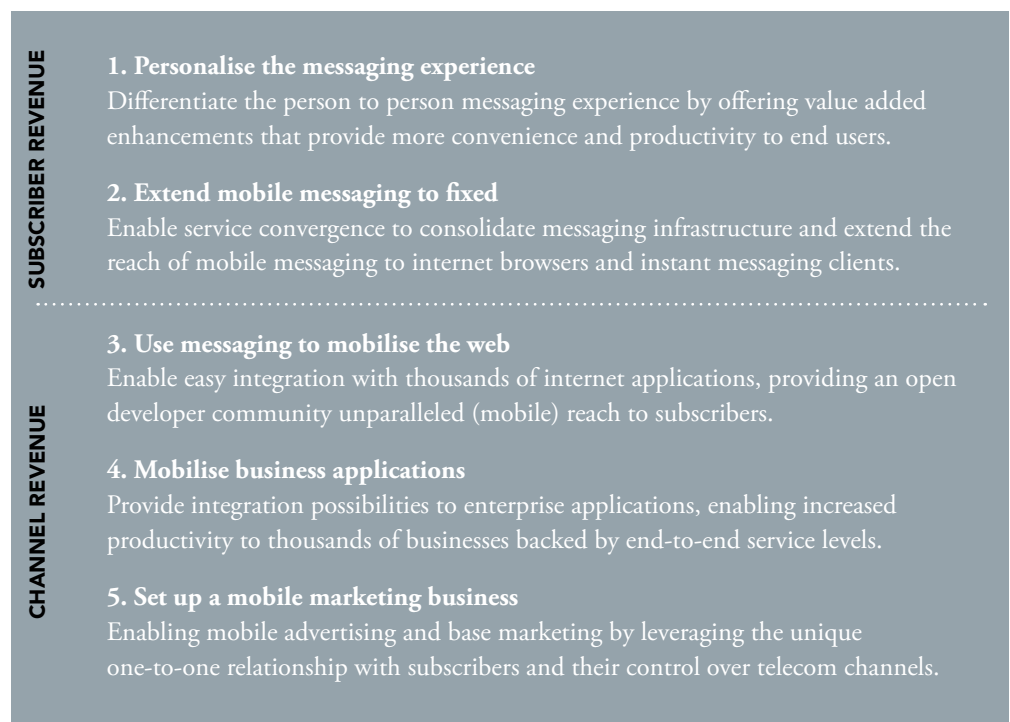 SUBSCRIBER REVENUE
1. Personalise the messaging experience
Differentiate the person to person messaging experience by offering value added
enhancements that provide more convenience and productivity to end users.
2. Extend mobile messaging to fixed
Enable service convergence to consolidate messaging infrastructure and extend the
reach of mobile messaging to internet browsers and instant messaging clients.
CHANNEL REVENUE
3. Use messaging to mobilise the web
Enable easy integration with thousands of internet applications, providing an open
developer community unparalleled (mobile) reach to subscribers.
4. Mobilise business applications
Provide integration possibilities to enterprise applications, enabling increased
productivity to thousands of businesses backed by end-to-end service levels.
5. Set up a mobile marketing business
Enabling mobile advertising and base marketing by leveraging the unique
one-to-one relationship with subscribers and their control over telecom channels.